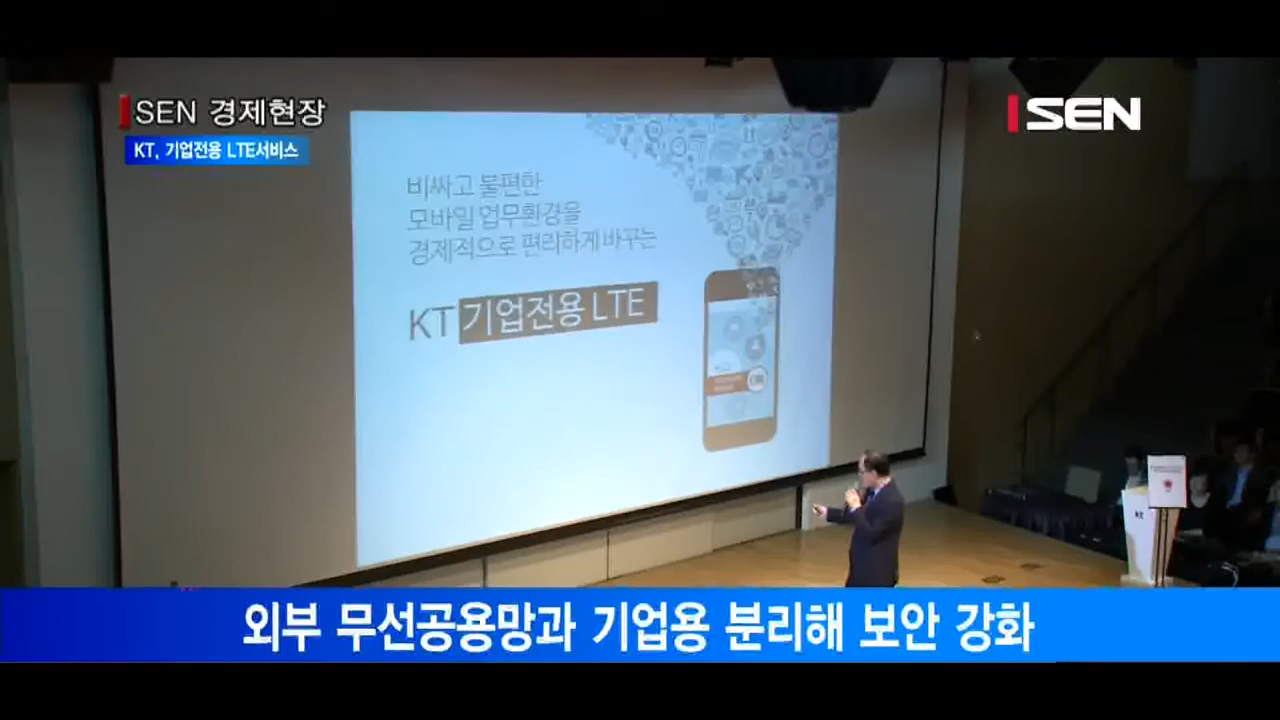 SEN 경제현장
SEN
KT, 기업전용 LTE서비스
비싸고 불편한
모바일 업무환경을
경제적으로 편리하게 바꾸는
KT 기업전용 LTE
kt
외부 무선공용망과 기업용 분리해 보안 강화